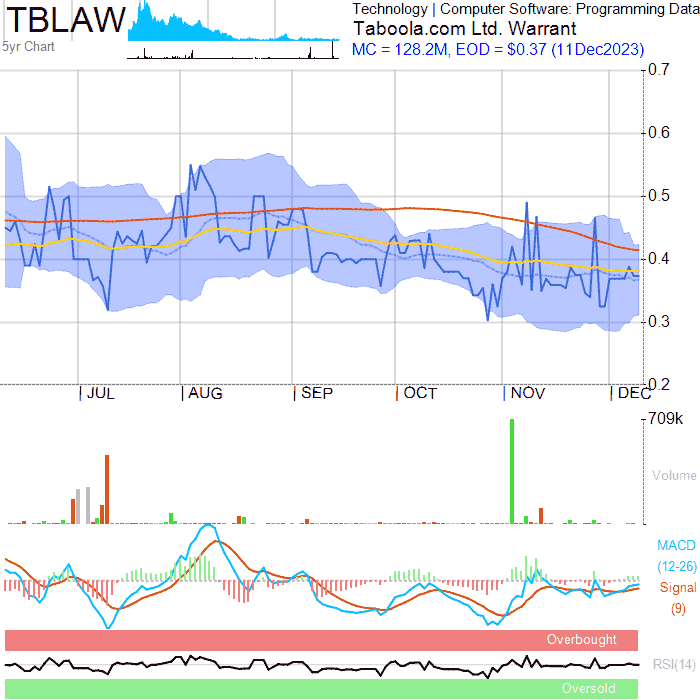 TBLAW
5yr Chart
Technology | Computer Software: Programming Data
Taboola.com Ltd. Warrant
MC = 128.2M, EOD = $0.37 (11Dec2023)
0.7
0.6
0.5
0.4
0.3
0.2
| JUL | AUG | SEP | OCT | NOV | DEC
709k
Volume
MACD
(12-26)
Signal
(9)
Overbought
RSI(14)
Oversold